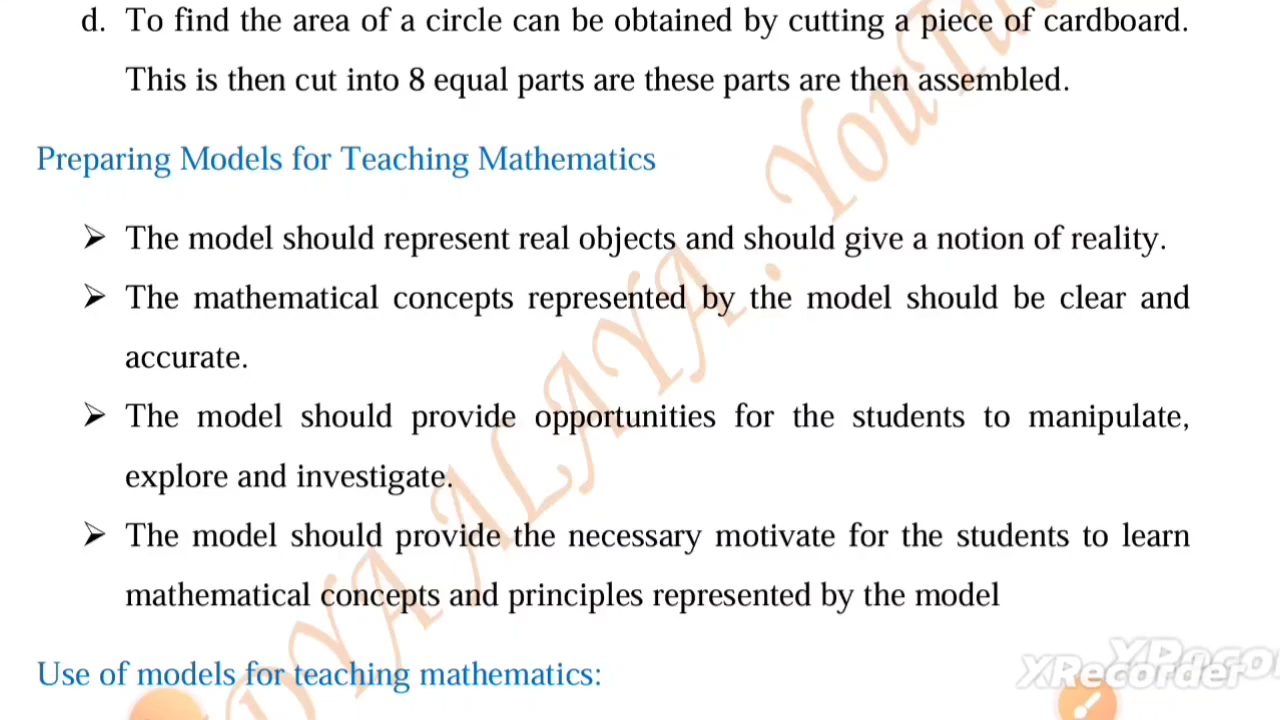 d. To find the area of a circle can be obtained by cutting a piece of cardboard.
This is then cut into 8 equal parts are these parts are then assembled.
Preparing Models for Teaching Mathematics
➢ The model should represent real objects and should give a notion of reality.
➢ The mathematical concepts represented by the model should be clear and
accurate.
➢ The model should provide opportunities for the students to manipulate,
explore and investigate.
➢ The model should provide the necessary motivate for the students to learn
mathematical concepts and principles represented by the model
Use of models for teaching mathematics:
XRecorder